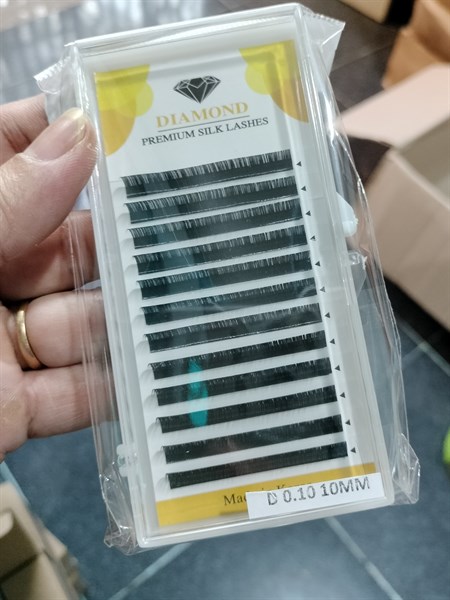 DIAMOND
PREMIUM SILK LASHES
D 0.10 10MM